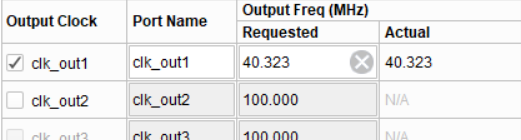 Output Clock Port Name Output Freq (MHz)
Requested Actual
clk_out1 clk_out1 40.323 40.323
clk_out2 clk_out2 100.000 N/A
clk_out3 clk_out3 100.000 N/A